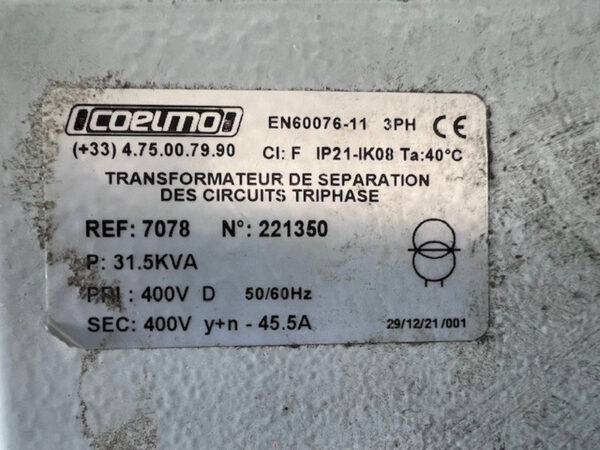 COELMO
EN60076-11 3PH CE
(+33) 4.75.00.79.90 CI: F IP21-IK08 Ta:40°C
TRANSFORMATEUR DE SEPARATION
DES CIRCUITS TRIPHASE
REF: 7078 N°: 221350
P: 31.5KVA
PRI : 400V D 50/60Hz
SEC: 400V y+n - 45.5A
29/12/21/001